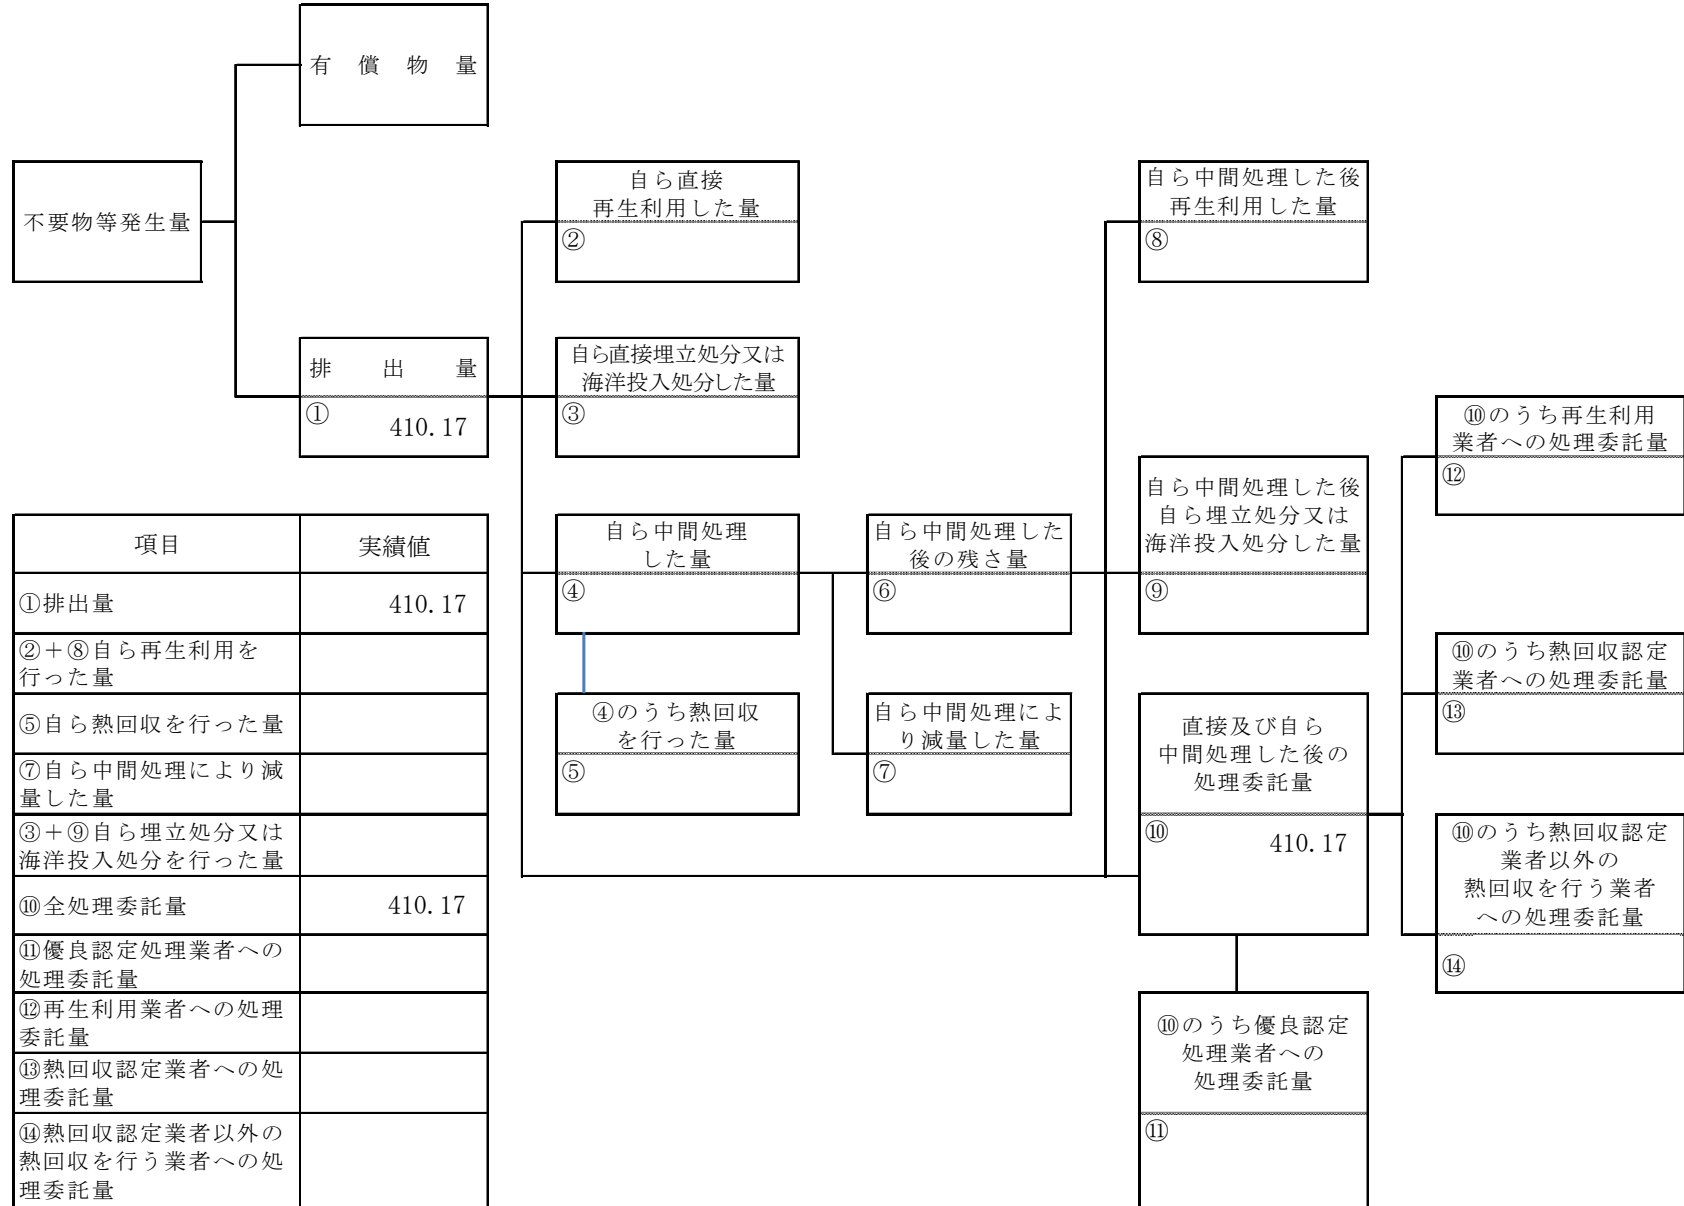 有償物量
不要物等発生量
排出量
① 410.17
自ら直接
再生利用した量
②
自ら直接埋立処分又は
海洋投入処分した量
③
自ら中間処理
した量
④
④のうち熱回収
を行った量
⑤
自ら中間処理した
後の残さ量
⑥
自ら中間処理によ
り減量した量
⑦
自ら中間処理した後
再生利用した量
⑧
自ら中間処理した後
自ら埋立処分又は
海洋投入処分した量
⑨
直接及び自ら
中間処理した後の
処理委託量
⑩ 410.17
⑩のうち優良認定
処理業者への
処理委託量
⑪
⑩のうち再生利用
業者への処理委託量
⑫
⑩のうち熱回収認定
業者への処理委託量
⑬
⑩のうち熱回収認定
業者以外の
熱回収を行う業者
への処理委託量
⑭
項目 実績値
①排出量 410.17
②＋⑧自ら再生利用を
行った量
⑤自ら熱回収を行った量
⑦自ら中間処理により減
量した量
③＋⑨自ら埋立処分又は
海洋投入処分を行った量
⑩全処理委託量 410.17
⑪優良認定処理業者への
処理委託量
⑫再生利用業者への処理
委託量
⑬熱回収認定業者への処
理委託量
⑭熱回収認定業者以外の
熱回収を行う業者への処
理委託量